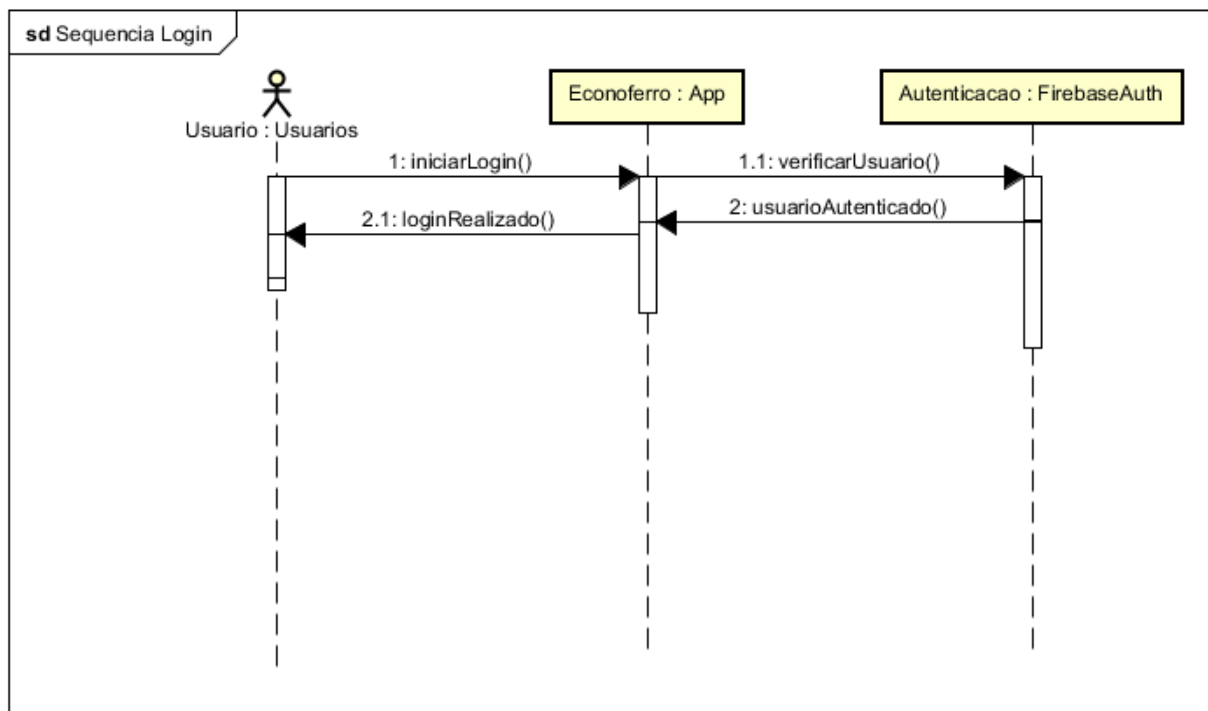 sd Sequencia Login
Usuario : Usuarios
Econoferro : App
Autenticacao : FirebaseAuth
1: iniciarLogin()
1.1: verificarUsuario()
2: usuarioAutenticado()
2.1: loginRealizado()